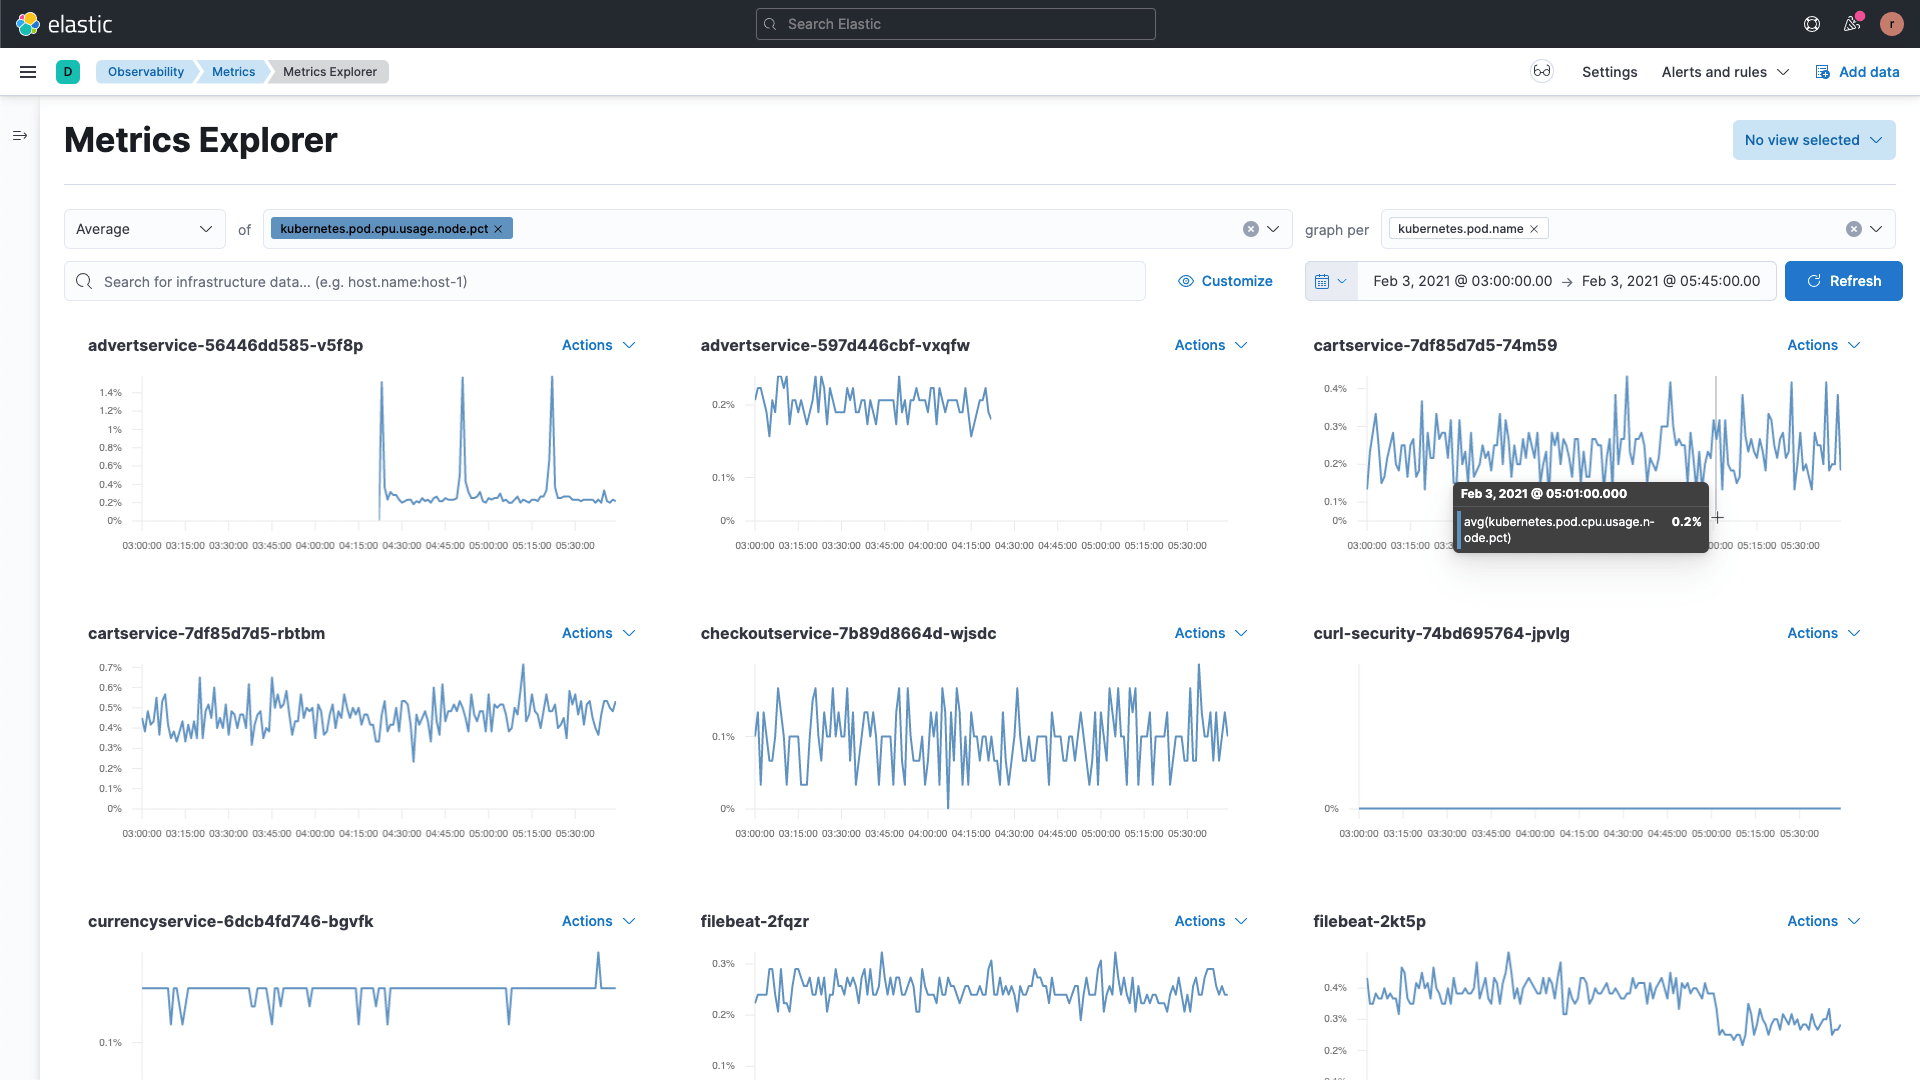 elastic
Search Elastic
r
D
Observability
Metrics
Metrics Explorer
Settings
Alerts and rules
Add data
Metrics Explorer
No view selected
Average
of
kubernetes.pod.cpu.usage.node.pct
graph per
kubernetes.pod.name
Search for infrastructure data... (e.g. host.name:host-1)
Customize
Feb 3, 2021 @ 03:00:00.00 → Feb 3, 2021 @ 05:45:00.00
Refresh
advertservice-56446dd585-v5f8p
Actions
1.4%
1.2%
1%
0.8%
0.6%
0.4%
0.2%
0%
03:00:00 03:15:00 03:30:00 03:45:00 04:00:00 04:15:00 04:30:00 04:45:00 05:00:00 05:15:00 05:30:00
advertservice-597d446cbf-vxqfw
Actions
0.2%
0.1%
0%
03:00:00 03:15:00 03:30:00 03:45:00 04:00:00 04:15:00 04:30:00 04:45:00 05:00:00 05:15:00 05:30:00
cartservice-7df85d7d5-74m59
Actions
0.4%
0.3%
0.2%
0.1%
0%
Feb 3, 2021 @ 05:01:00.000
avg(kubernetes.pod.cpu.usage.n-
ode.pct)
0.2%
03:00:00 03:15:00 05:15:00 05:30:00
cartservice-7df85d7d5-rbtbm
Actions
0.7%
0.6%
0.5%
0.4%
0.3%
0.2%
0.1%
0%
03:00:00 03:15:00 03:30:00 03:45:00 04:00:00 04:15:00 04:30:00 04:45:00 05:00:00 05:15:00 05:30:00
checkoutservice-7b89d8664d-wjsdc
Actions
0.1%
0%
03:00:00 03:15:00 03:30:00 03:45:00 04:00:00 04:15:00 04:30:00 04:45:00 05:00:00 05:15:00 05:30:00
curl-security-74bd695764-jpvlg
Actions
0%
03:00:00 03:15:00 03:30:00 03:45:00 04:00:00 04:15:00 04:30:00 04:45:00 05:00:00 05:15:00 05:30:00
currencyservice-6dcb4fd746-bgvfk
Actions
0.1%
filebeat-2fqzr
Actions
0.3%
0.2%
0.1%
filebeat-2kt5p
Actions
0.4%
0.3%
0.2%